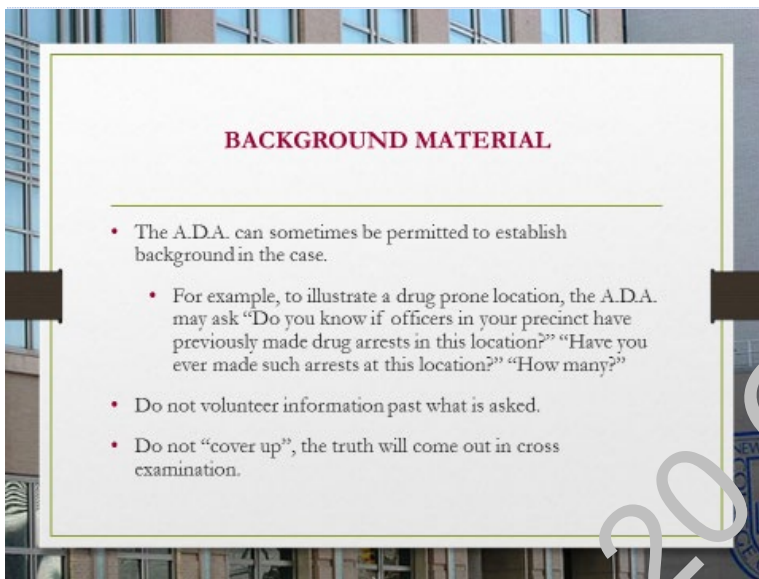 BACKGROUND MATERIAL
• The A.D.A. can sometimes be permitted to establish
background in the case.
• For example, to illustrate a drug prone location, the A.D.A.
may ask “Do you know if officers in your precinct have
previously made drug arrests in this location?” “Have you
ever made such arrests at this location?” “How many?”
• Do not volunteer information past what is asked.
• Do not “cover up”, the truth will come out in cross
examination.
20
NEW